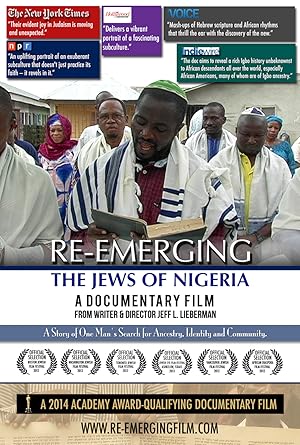 The New York Times
"Their evident joy in Judaism is
moving and unexpected."
npr
"An uplifting portrait of an exuberant
subculture that doesn't just practice its
faith – it revels in it."
"Delivers a vibrant
portrait of a fascinating
subculture."
VOICE
"Mash-ups of Hebrew scripture and African rhythms
that thrill the ear with the discovery of the new."
indieWIRE
"The doc aims to reveal a rich Igbo history unbeknownst
to African descendants all over the world, especially
African Americans, many of whom are of Igbo ancestry."
RE-EMERGING
THE JEWS OF NIGERIA
A DOCUMENTARY FILM
FROM WRITER & DIRECTOR JEFF L. LIEBERMAN
A Story of One Man's Search for Ancestry, Identity and Community.
OFFICIAL SELECTION
OFFICIAL SELECTION
OFFICIAL SELECTION
OFFICIAL SELECTION
OFFICIAL SELECTION
OFFICIAL SELECTION
A 2014 ACADEMY AWARD-QUALIFYING DOCUMENTARY FILM
WWW.RE-EMERGINGFILM.COM